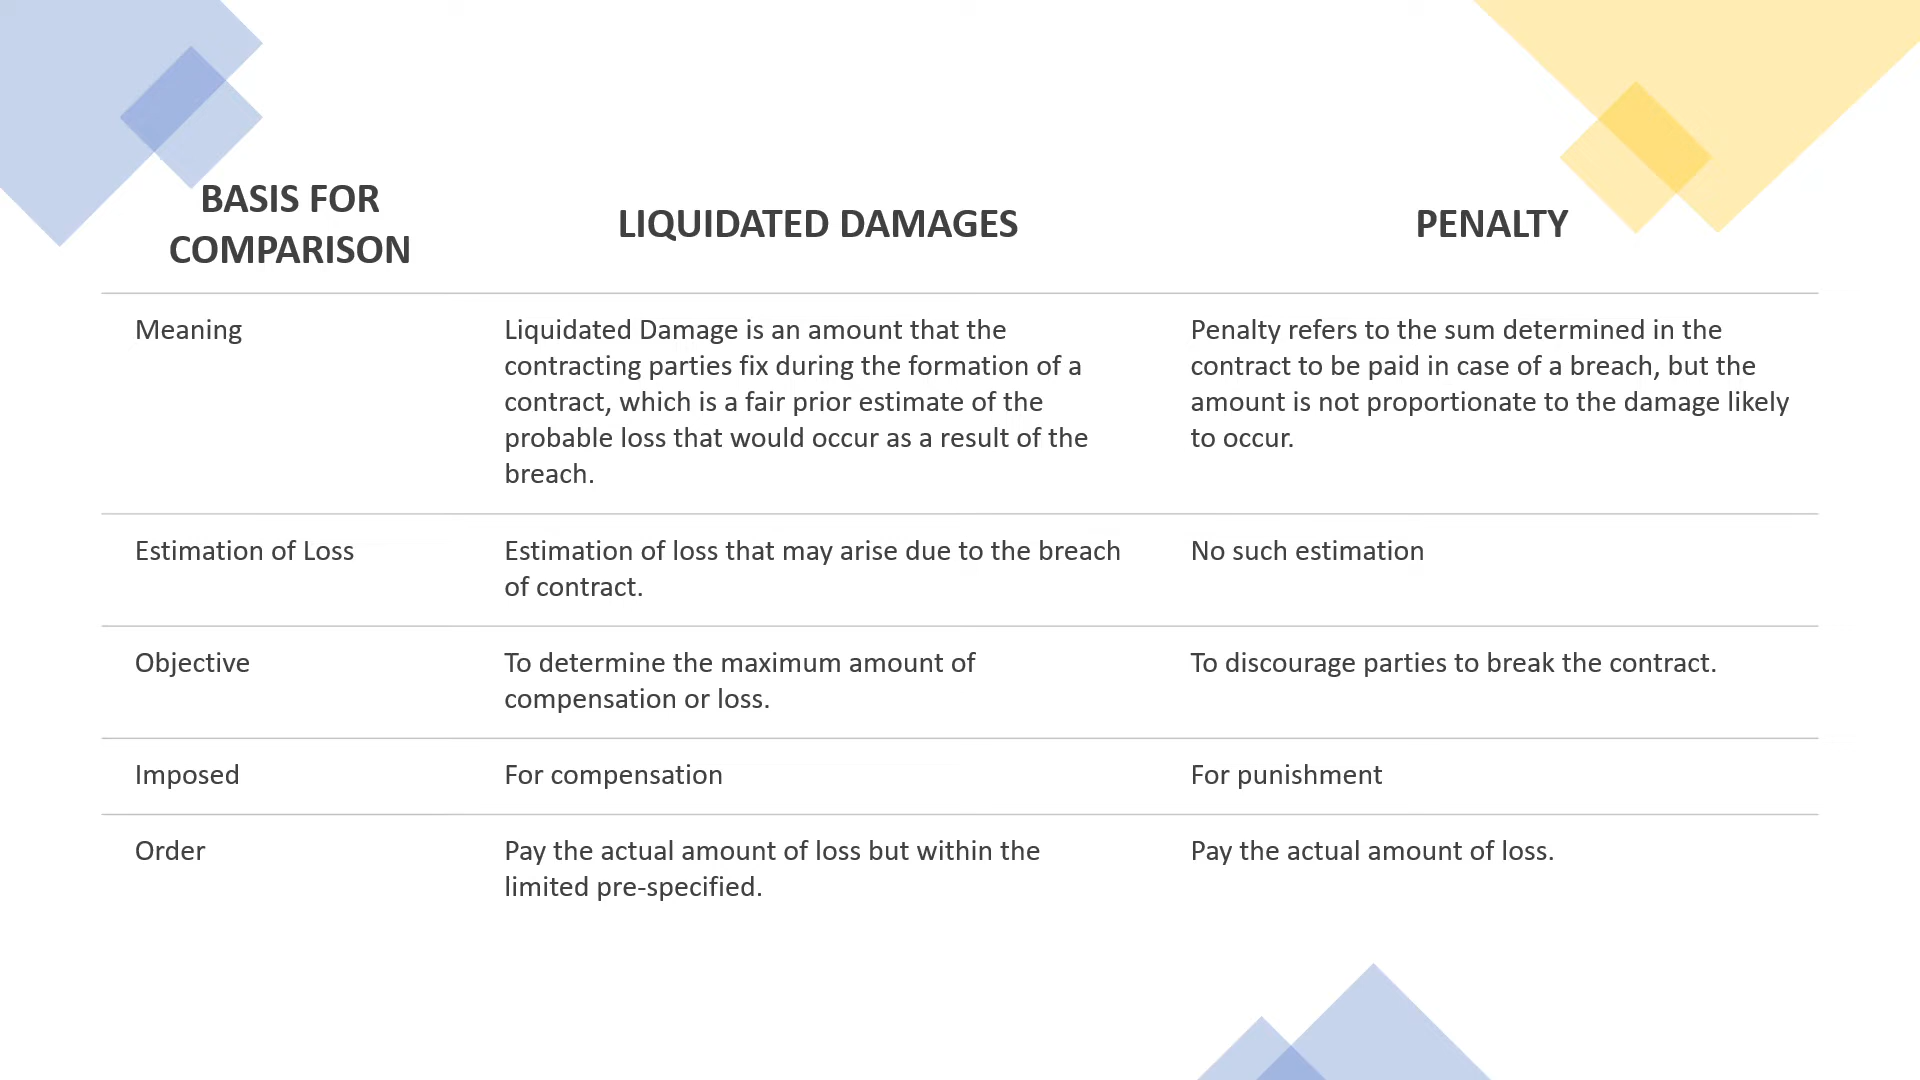 BASIS FOR
COMPARISON
LIQUIDATED DAMAGES
PENALTY
Meaning
Liquidated Damage is an amount that the
contracting parties fix during the formation of a
contract, which is a fair prior estimate of the
probable loss that would occur as a result of the
breach.
Penalty refers to the sum determined in the
contract to be paid in case of a breach, but the
amount is not proportionate to the damage likely
to occur.
Estimation of Loss
Estimation of loss that may arise due to the breach
of contract.
No such estimation
Objective
To determine the maximum amount of
compensation or loss.
To discourage parties to break the contract.
Imposed
For compensation
For punishment
Order
Pay the actual amount of loss but within the
limited pre-specified.
Pay the actual amount of loss.